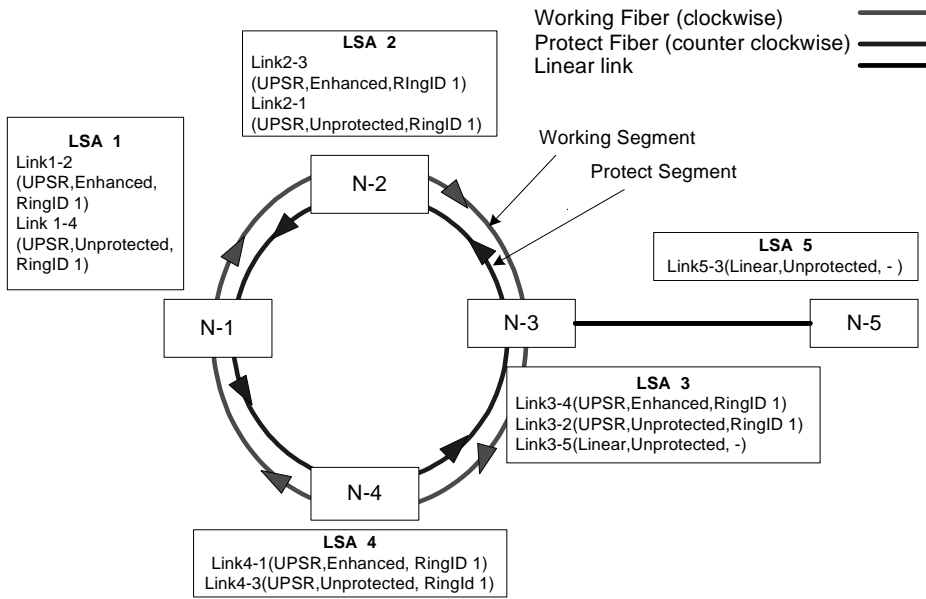 Working Fiber (clockwise)
Protect Fiber (counter clockwise)
Linear link
LSA 2
Link2-3
(UPSR,Enhanced,RIngID 1)
Link2-1
(UPSR,Unprotected,RingID 1)
LSA 1
Link1-2
(UPSR,Enhanced,
RingID 1)
Link 1-4
(UPSR,Unprotected,
RingID 1)
Working Segment
Protect Segment
N-2
LSA 5
Link5-3(Linear,Unprotected, - )
N-1
N-3
N-5
LSA 3
Link3-4(UPSR,Enhanced,RingID 1)
Link3-2(UPSR,Unprotected,RingID 1)
Link3-5(Linear,Unprotected, -)
N-4
LSA 4
Link4-1(UPSR,Enhanced, RingID 1)
Link4-3(UPSR,Unprotected, RingId 1)